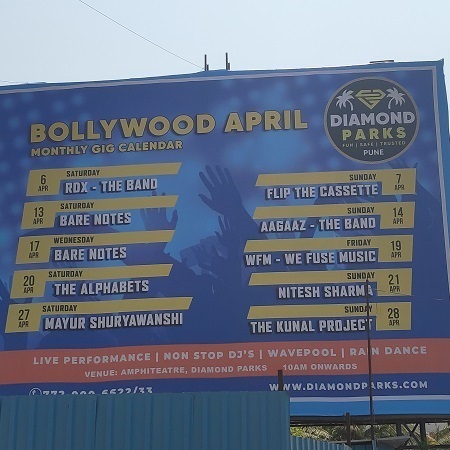 BOLLYWOOD APRIL
MONTHLY GIG CALENDAR
DIAMOND
PARKS
FUN | SAFE | TRUSTED
PUNE
6 APR SATURDAY
RDX - THE BAND
13 APR SATURDAY
BARE NOTES
17 APR WEDNESDAY
BARE NOTES
20 APR SATURDAY
THE ALPHABETS
27 APR SATURDAY
MAYUR SHURYAWANSHI
SUNDAY 7 APR
FLIP THE CASSETTE
SUNDAY 14 APR
AAGAAZ - THE BAND
FRIDAY 19 APR
WFM - WE FUSE MUSIC
SUNDAY 21 APR
NITESH SHARMA
SUNDAY 28 APR
THE KUNAL PROJECT
LIVE PERFORMANCE | NON STOP DJ'S | WAVEPOOL | RAIN DANCE
VENUE: AMPHITEATRE, DIAMOND PARKS 10AM ONWARDS
WWW.DIAMONDPARKS.COM